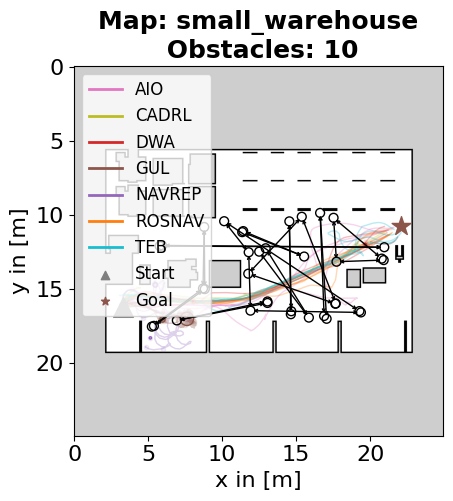 Map: small_warehouse
Obstacles: 10
0
5
10
15
20
y in [m]
AIO
CADRL
DWA
GUL
NAVREP
ROSNAV
TEB
Start
Goal
0 5 10 15 20
x in [m]